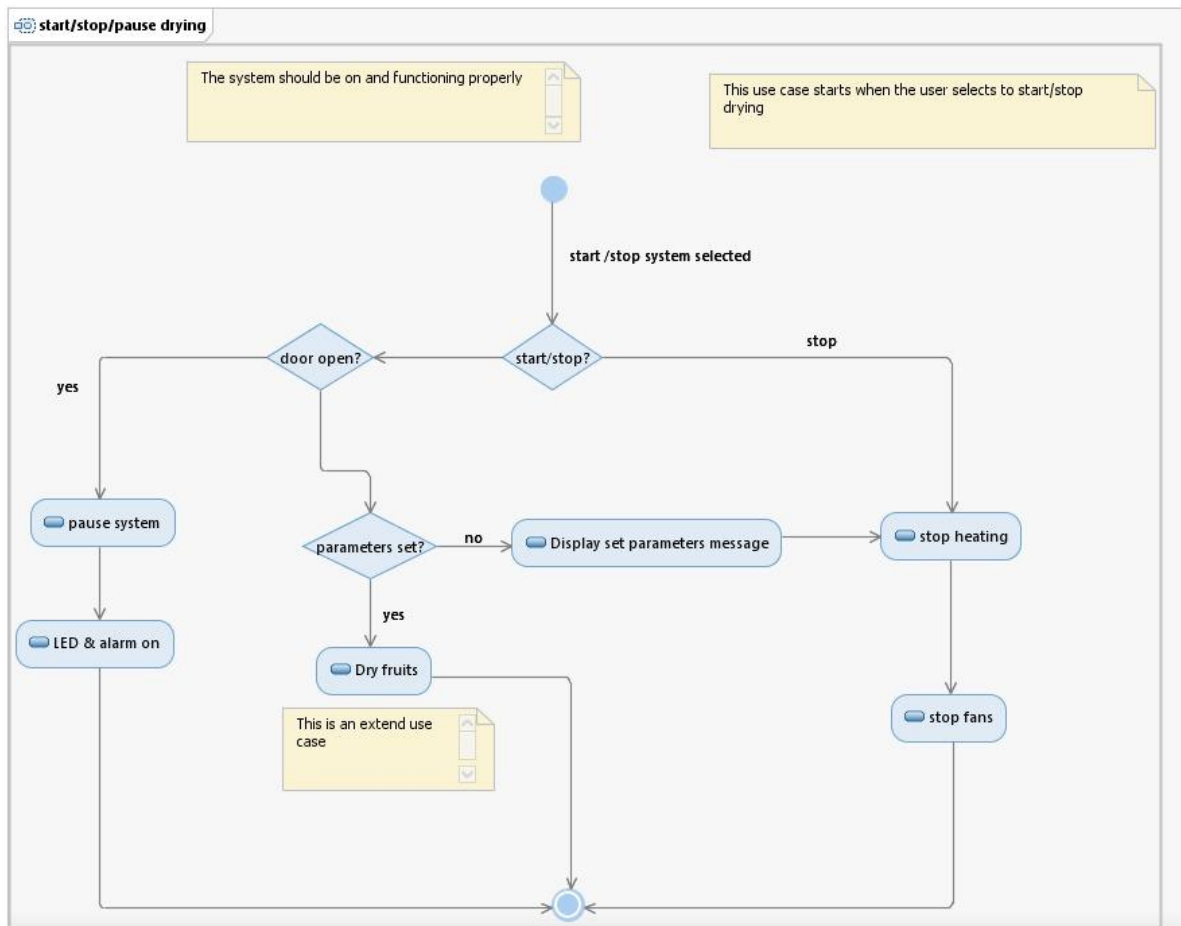 start/stop/pause drying
The system should be on and functioning properly
This use case starts when the user selects to start/stop
drying
start /stop system selected
door open?
start/stop?
stop
yes
pause system
parameters set?
no
Display set parameters message
stop heating
yes
LED & alarm on
Dry fruits
This is an extend use
case
stop fans